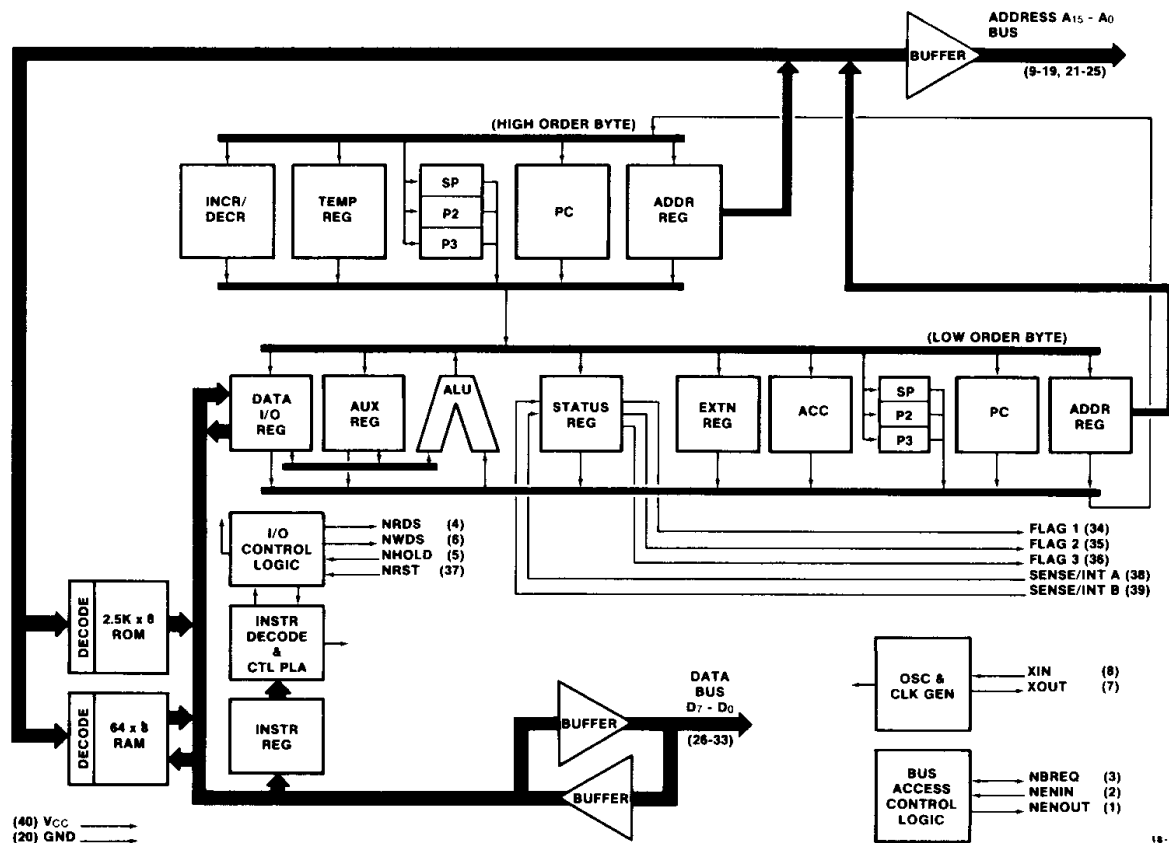 ADDRESS A15 - A0
BUS
BUFFER
(9-19, 21-25)
(HIGH ORDER BYTE)
INCR/
DECR
TEMP
REG
SP
P2
P3
PC
ADDR
REG
(LOW ORDER BYTE)
DATA
I/O
REG
AUX
REG
ALU
STATUS
REG
EXTN
REG
ACC
SP
P2
P3
PC
ADDR
REG
I/O
CONTROL
LOGIC
NRDS (4)
NWDS (6)
NHOLD (5)
NRST (37)
FLAG 1 (34)
FLAG 2 (35)
FLAG 3 (36)
SENSE/INT A (38)
SENSE/INT B (39)
DECODE
2.5K x 8
ROM
INSTR
DECODE
&
CTL PLA
DECODE
64 x 8
RAM
INSTR
REG
DATA
BUS
D7 - D0
BUFFER
(26-33)
BUFFER
OSC &
CLK GEN
XIN (8)
XOUT (7)
BUS
ACCESS
CONTROL
LOGIC
NBREQ (3)
NENIN (2)
NENOUT (1)
(40) VCC
(20) GND